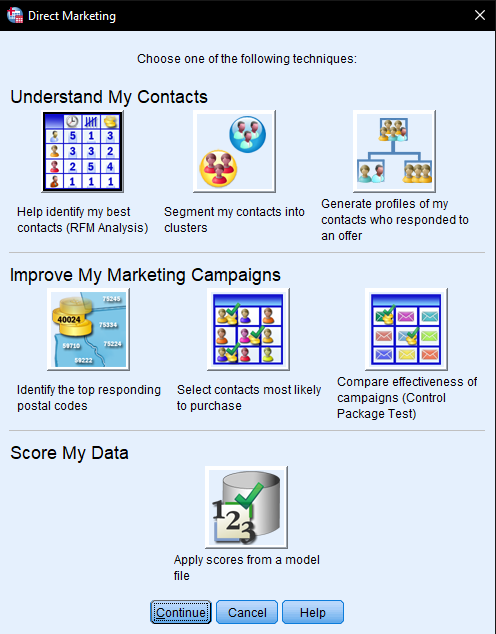 Direct Marketing
Choose one of the following techniques:
Understand My Contacts
5 1 3
3 3 2
2 5 4
1 1 1
Help identify my best
contacts (RFM Analysis)
Segment my contacts into
clusters
Generate profiles of my
contacts who responded to
an offer
Improve My Marketing Campaigns
75245
40024
75334
59710
75224
59222
Identify the top responding
postal codes
Select contacts most likely
to purchase
Compare effectiveness of
campaigns (Control
Package Test)
Score My Data
123
Apply scores from a model
file
Continue
Cancel
Help